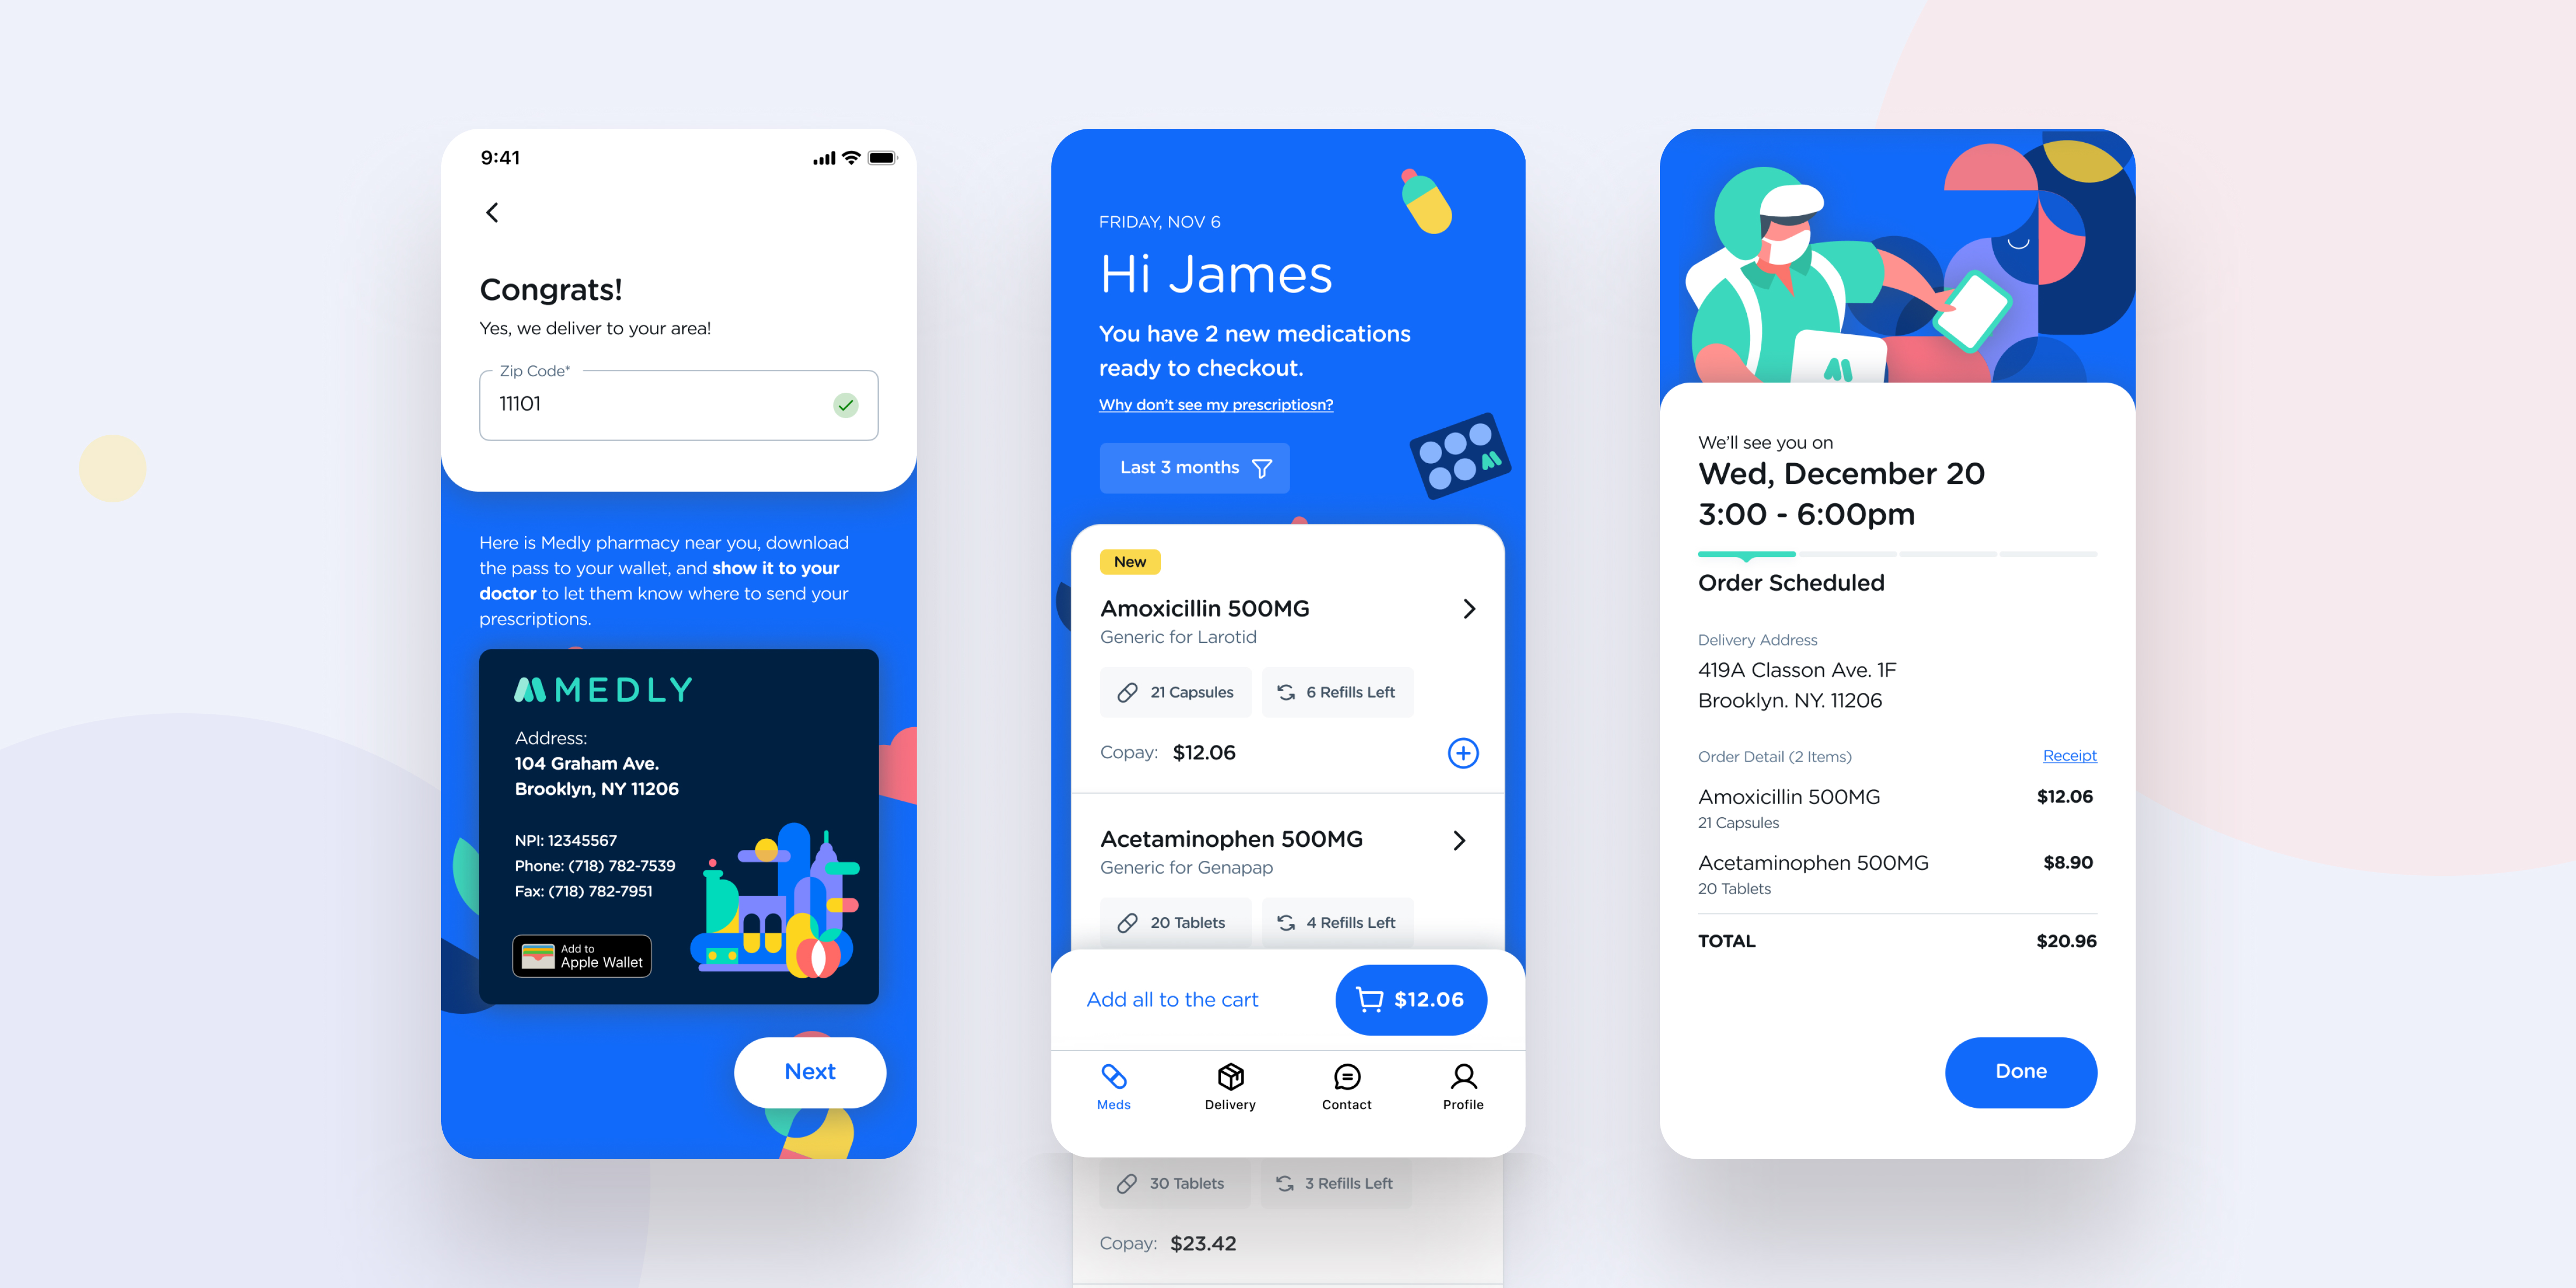 9:41
Congrats!
Yes, we deliver to your area!
Zip Code*
11101
Here is Medly pharmacy near you, download
the pass to your wallet, and show it to your
doctor to let them know where to send your
prescriptions.
MEDLY
Address:
104 Graham Ave.
Brooklyn, NY 11206
NPI: 12345567
Phone: (718) 782-7539
Fax: (718) 782-7951
Add to
Apple Wallet
Next
FRIDAY, NOV 6
Hi James
You have 2 new medications
ready to checkout.
Why don't see my prescriptiosn?
Last 3 months
New
Amoxicillin 500MG
Generic for Larotid
21 Capsules
6 Refills Left
Copay: $12.06
Acetaminophen 500MG
Generic for Genapap
20 Tablets
4 Refills Left
Add all to the cart
$12.06
Meds
Delivery
Contact
Profile
30 Tablets
3 Refills Left
Copay: $23.42
We'll see you on
Wed, December 20
3:00 - 6:00pm
Order Scheduled
Delivery Address
419A Classon Ave. 1F
Brooklyn. NY. 11206
Order Detail (2 Items)
Receipt
Amoxicillin 500MG
$12.06
21 Capsules
Acetaminophen 500MG
$8.90
20 Tablets
TOTAL
$20.96
Done